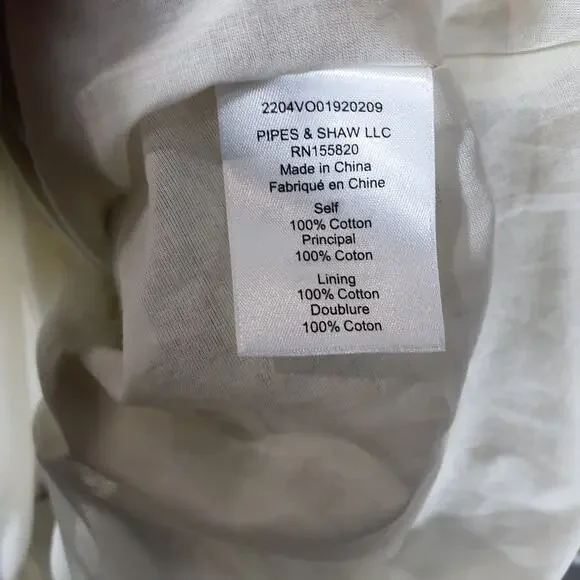 2204VO01920209
PIPES & SHAW LLC
RN155820
Made in China
Fabriqué en Chine
Self
100% Cotton
Principal
100% Coton
Lining
100% Cotton
Doublure
100% Coton